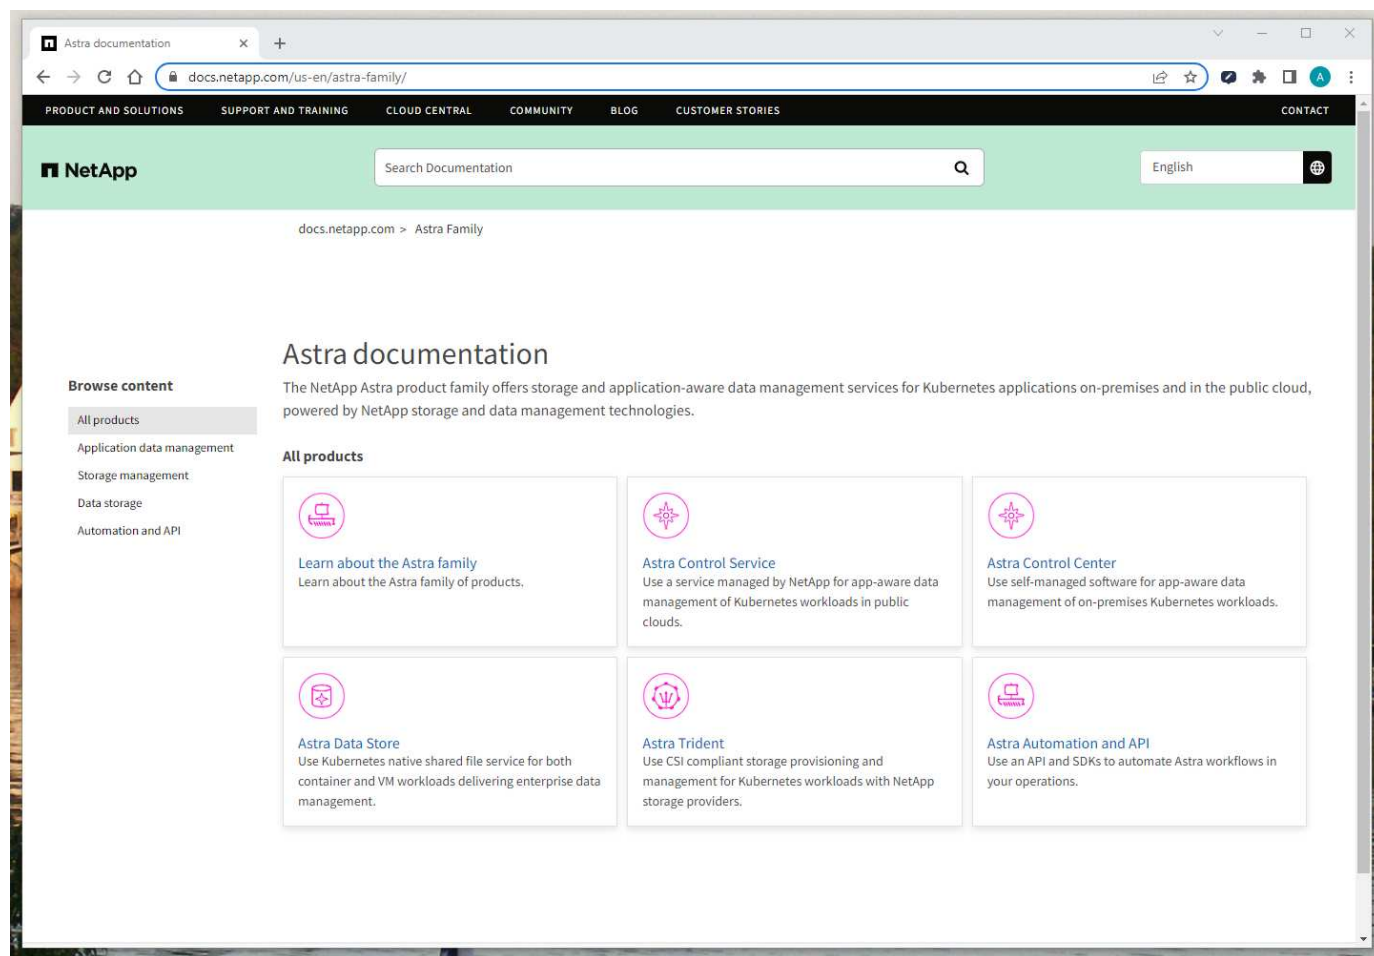 Astra documentation
docs.netapp.com/us-en/astra-family/
A
PRODUCT AND SOLUTIONS SUPPORT AND TRAINING CLOUD CENTRAL COMMUNITY BLOG CUSTOMER STORIES CONTACT
NetApp
Search Documentation
English
docs.netapp.com > Astra Family
Astra documentation
The NetApp Astra product family offers storage and application-aware data management services for Kubernetes applications on-premises and in the public cloud,
powered by NetApp storage and data management technologies.
Browse content
All products
Application data management
Storage management
Data storage
Automation and API
All products
Learn about the Astra family
Learn about the Astra family of products.
Astra Control Service
Use a service managed by NetApp for app-aware data
management of Kubernetes workloads in public
clouds.
Astra Control Center
Use self-managed software for app-aware data
management of on-premises Kubernetes workloads.
Astra Data Store
Use Kubernetes native shared file service for both
container and VM workloads delivering enterprise data
management.
Astra Trident
Use CSI compliant storage provisioning and
management for Kubernetes workloads with NetApp
storage providers.
Astra Automation and API
Use an API and SDKs to automate Astra workflows in
your operations.